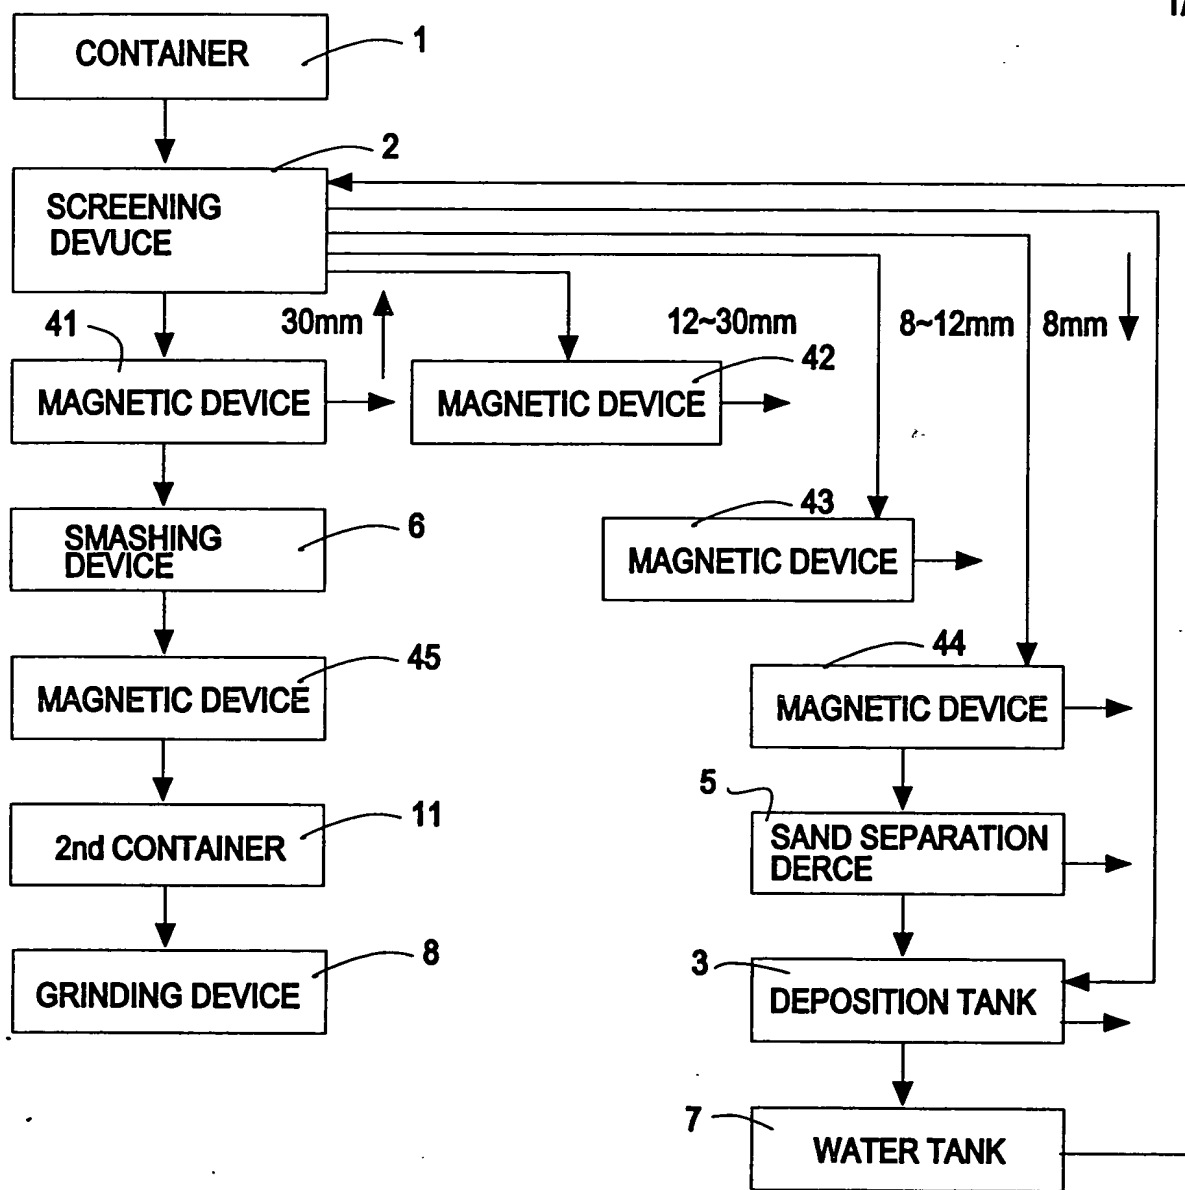 CONTAINER
1
2
SCREENING
DEVUCE
41
30mm
12~30mm
8~12mm
8mm
42
MAGNETIC DEVICE
MAGNETIC DEVICE
43
MAGNETIC DEVICE
6
SMASHING
DEVICE
45
MAGNETIC DEVICE
44
MAGNETIC DEVICE
11
2nd CONTAINER
5
SAND SEPARATION
DERCE
8
GRINDING DEVICE
3
DEPOSITION TANK
7
WATER TANK